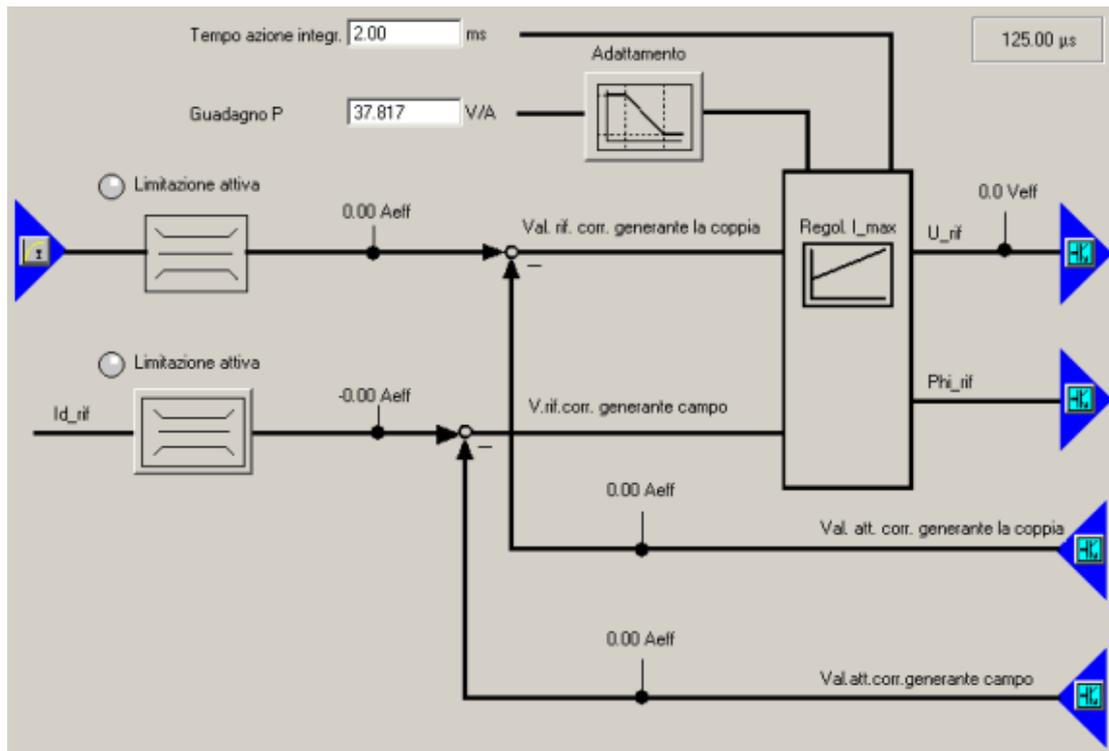 Tempo azione integr. 2.00 ms
125.00 µs
Adattamento
Guadagno P 37.817 V/A
Limitazione attiva
0.00 Aeff
Val. rif. corr. generante la coppia
Regol. I_max
0.0 Veff
U_rif
Limitazione attiva
Id_rif
-0.00 Aeff
V.rif.corr. generante campo
Phi_rif
0.00 Aeff
Val. att. corr. generante la coppia
0.00 Aeff
Val.att.corr.generante campo